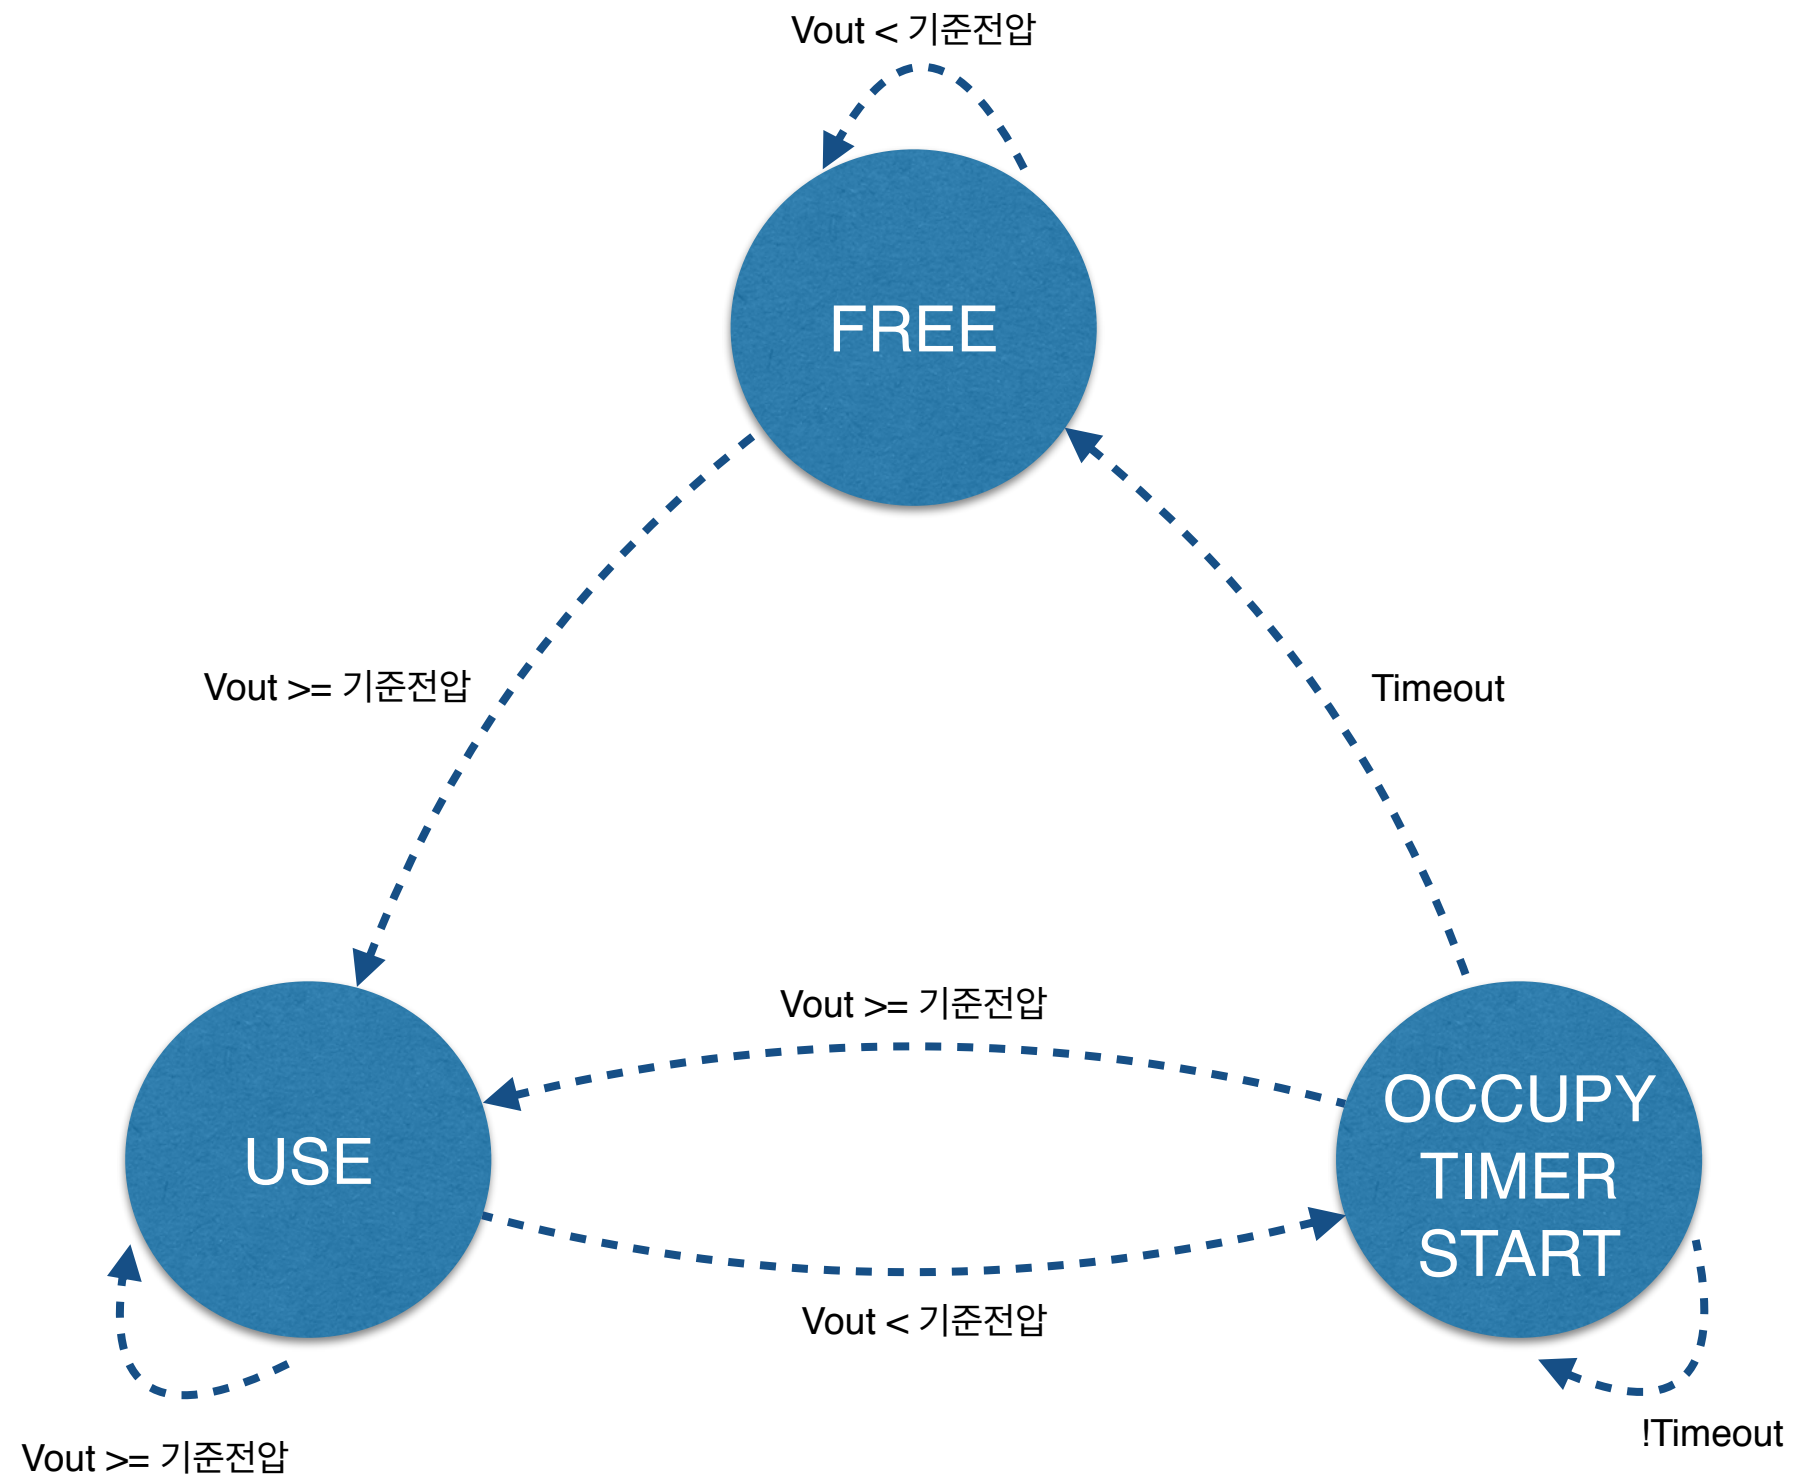 Vout < 기준전압
FREE
Vout >= 기준전압
Timeout
Vout >= 기준전압
USE
OCCUPY
TIMER
START
Vout < 기준전압
!Timeout
Vout >= 기준전압